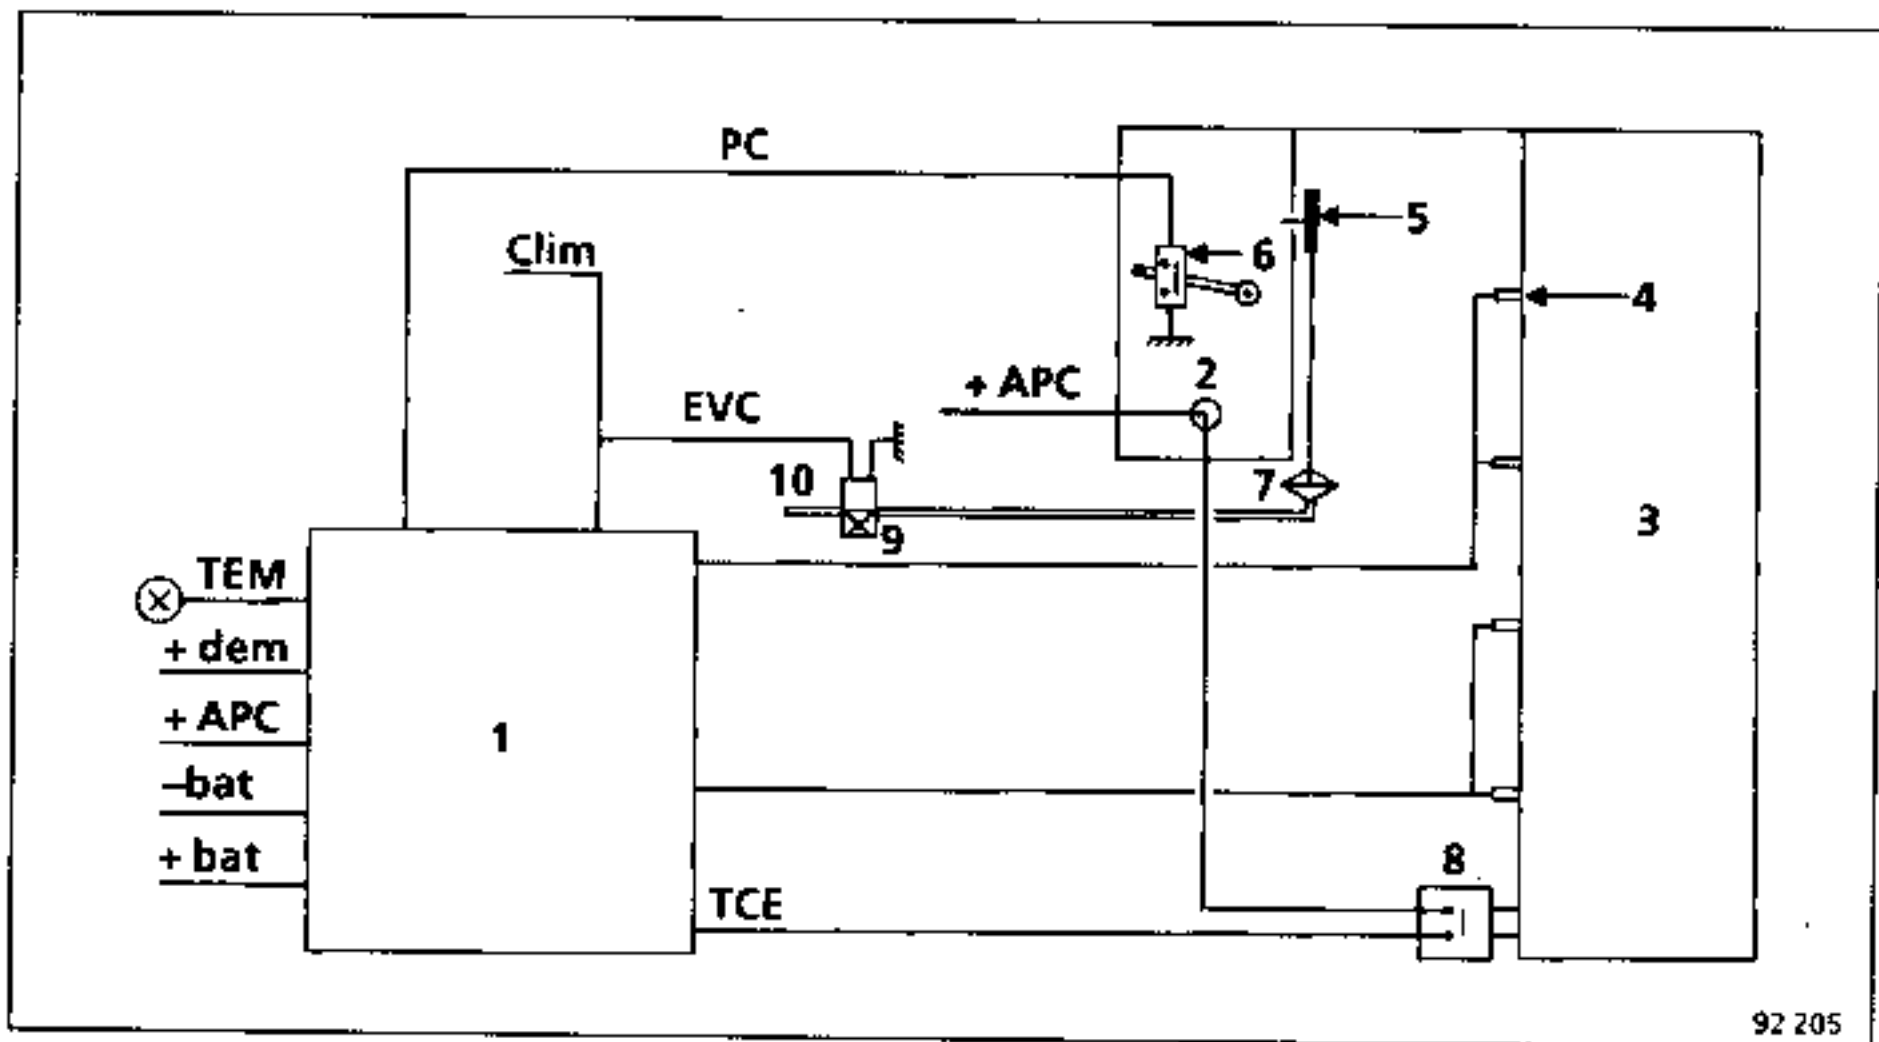 PC
Clim
5
6
4
+ APC
2
EVC
10
7
9
3
TEM
+ dem
+ APC
1
–bat
+ bat
8
TCE
92 205